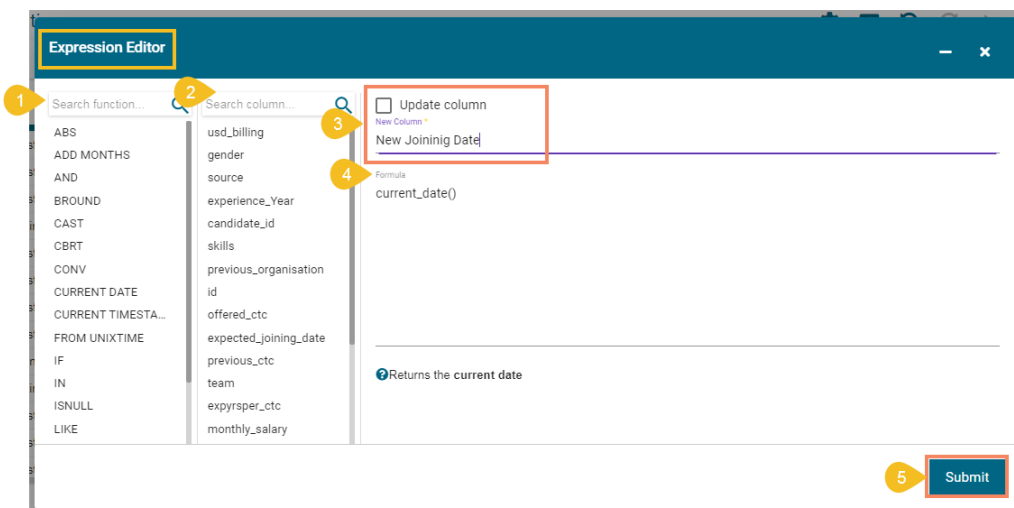 Expression Editor
1
Search function...
ABS
ADD MONTHS
AND
BROUND
CAST
CBRT
CONV
CURRENT DATE
CURRENT TIMESTA...
FROM UNIXTIME
IF
IN
ISNULL
LIKE
2
Search column...
usd_billing
gender
source
experience_Year
candidate_id
skills
previous_organisation
id
offered_ctc
expected_joining_date
previous_ctc
team
expyrsper_ctc
monthly_salary
Update column
3
New Column *
New Joininig Date
4
Formula
current_date()
Returns the current date
5
Submit